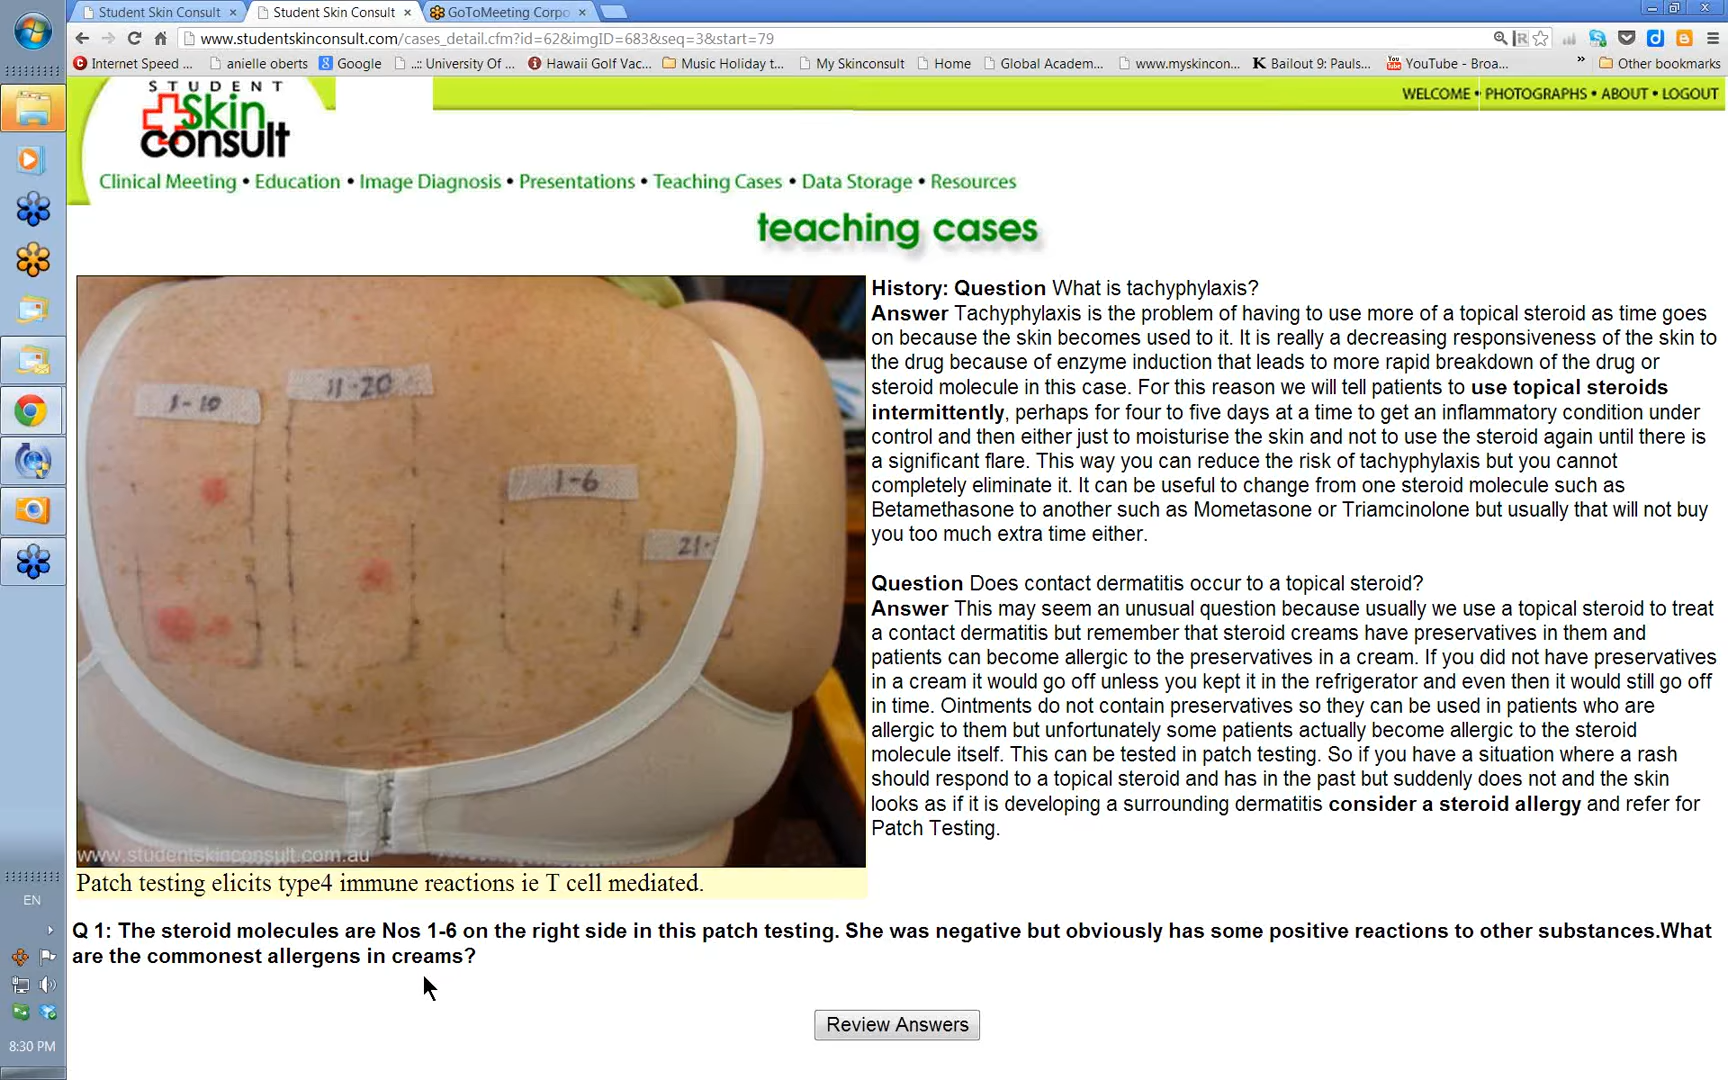 Student Skin Consult
Student Skin Consult
GoToMeeting Corpo
www.studentskinconsult.com/cases_detail.cfm?id=62&imgID=683&seq=3&start=79
Internet Speed ...
anielle oberts
Google
..:: University Of ...
Hawaii Golf Vac...
Music Holiday t...
My Skinconsult
Home
Global Academ...
www.myskincon...
Bailout 9: Pauls...
YouTube - Broa...
»
Other bookmarks
STUDENT
Skin
consult
WELCOME • PHOTOGRAPHS • ABOUT • LOGOUT
Clinical Meeting • Education • Image Diagnosis • Presentations • Teaching Cases • Data Storage • Resources
teaching cases
1-10
11-20
1-6
21-
www.studentskinconsult.com.au
Patch testing elicits type4 immune reactions ie T cell mediated.
History: Question What is tachyphylaxis?
Answer Tachyphylaxis is the problem of having to use more of a topical steroid as time goes
on because the skin becomes used to it. It is really a decreasing responsiveness of the skin to
the drug because of enzyme induction that leads to more rapid breakdown of the drug or
steroid molecule in this case. For this reason we will tell patients to use topical steroids
intermittently, perhaps for four to five days at a time to get an inflammatory condition under
control and then either just to moisturise the skin and not to use the steroid again until there is
a significant flare. This way you can reduce the risk of tachyphylaxis but you cannot
completely eliminate it. It can be useful to change from one steroid molecule such as
Betamethasone to another such as Mometasone or Triamcinolone but usually that will not buy
you too much extra time either.
Question Does contact dermatitis occur to a topical steroid?
Answer This may seem an unusual question because usually we use a topical steroid to treat
a contact dermatitis but remember that steroid creams have preservatives in them and
patients can become allergic to the preservatives in a cream. If you did not have preservatives
in a cream it would go off unless you kept it in the refrigerator and even then it would still go off
in time. Ointments do not contain preservatives so they can be used in patients who are
allergic to them but unfortunately some patients actually become allergic to the steroid
molecule itself. This can be tested in patch testing. So if you have a situation where a rash
should respond to a topical steroid and has in the past but suddenly does not and the skin
looks as if it is developing a surrounding dermatitis consider a steroid allergy and refer for
Patch Testing.
Q 1: The steroid molecules are Nos 1-6 on the right side in this patch testing. She was negative but obviously has some positive reactions to other substances.What
are the commonest allergens in creams?
Review Answers
EN
8:30 PM